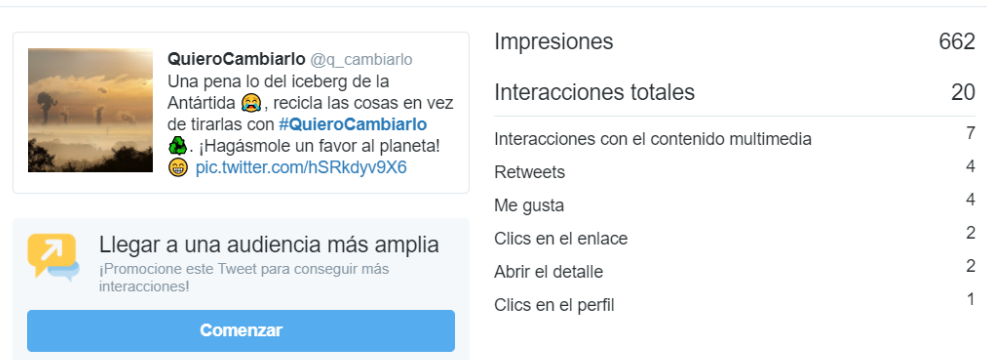 QuieroCambiarlo @q_cambiarlo
Una pena lo del iceberg de la
Antártida 😭, recicla las cosas en vez
de tirarlas con #QuieroCambiarlo
♻. ¡Hagásmole un favor al planeta!
😁 pic.twitter.com/hSRkdyv9X6
Llegar a una audiencia más amplia
¡Promocione este Tweet para conseguir más
interacciones!
Comenzar
Impresiones 662
Interacciones totales 20
Interacciones con el contenido multimedia 7
Retweets 4
Me gusta 4
Clics en el enlace 2
Abrir el detalle 2
Clics en el perfil 1